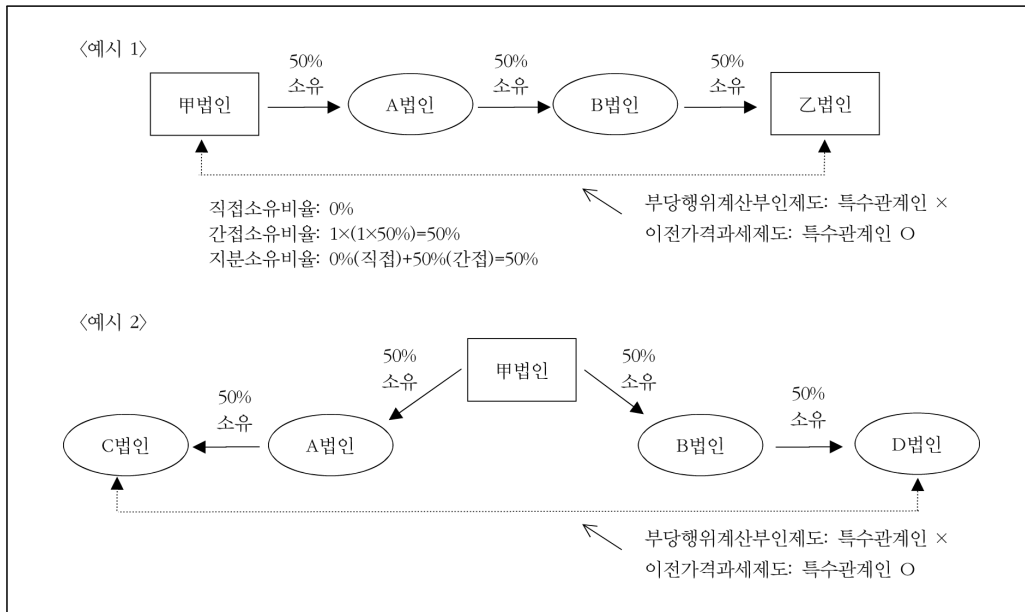 〈예시 1〉
50%
소유
50%
소유
50%
소유
甲법인
A법인
B법인
乙법인
직접소유비율: 0%
간접소유비율: 1×(1×50%)=50%
지분소유비율: 0%(직접)+50%(간접)=50%
부당행위계산부인제도: 특수관계인 ×
이전가격과세제도: 특수관계인 O
〈예시 2〉
甲법인
50%
소유
50%
소유
50%
소유
50%
소유
C법인
A법인
B법인
D법인
부당행위계산부인제도: 특수관계인 ×
이전가격과세제도: 특수관계인 O